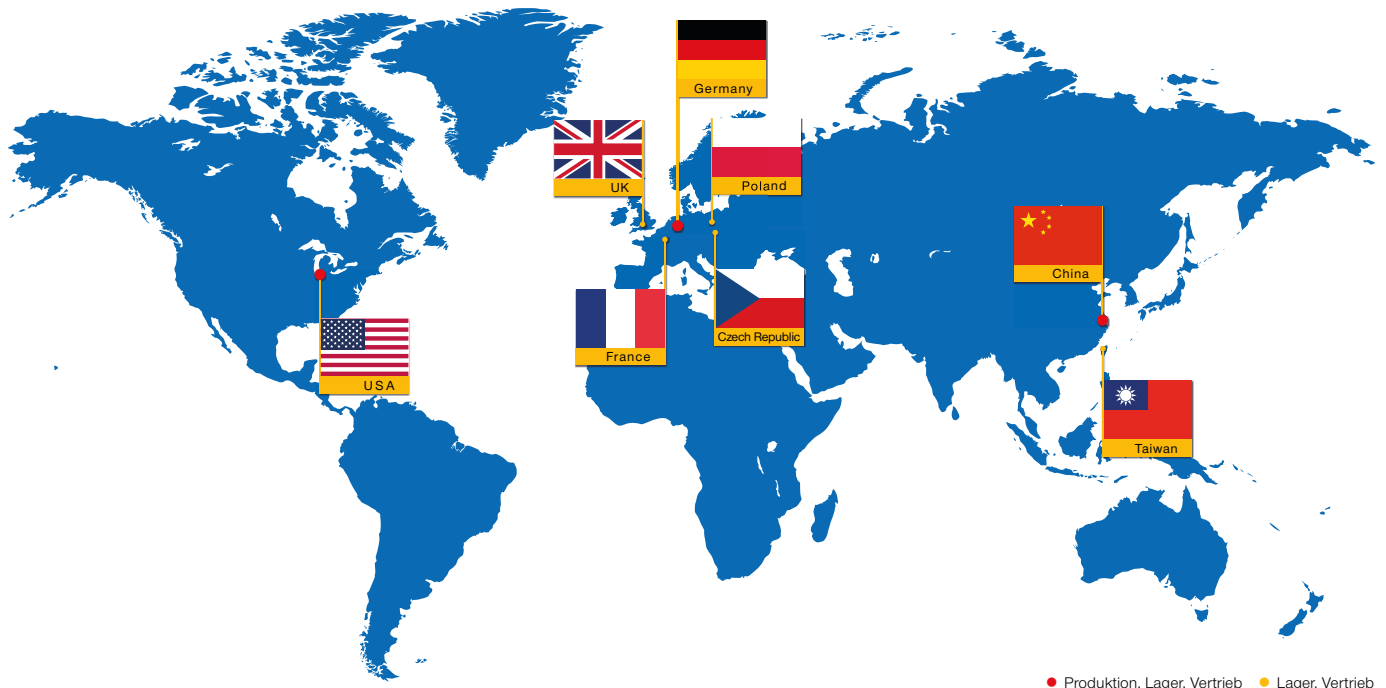 Germany
UK
Poland
China
Czech Republic
France
USA
Taiwan
Produktion, Lager, Vertrieb
Lager, Vertrieb